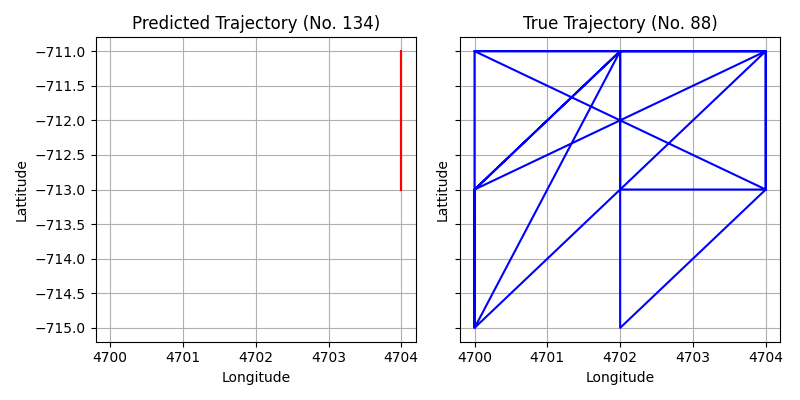 Predicted Trajectory (No. 134)
True Trajectory (No. 88)
−711.0
−711.5
−712.0
−712.5
−713.0
−713.5
−714.0
−714.5
−715.0
Lattitude
Lattitude
4700 4701 4702 4703 4704
4700 4701 4702 4703 4704
Longitude
Longitude